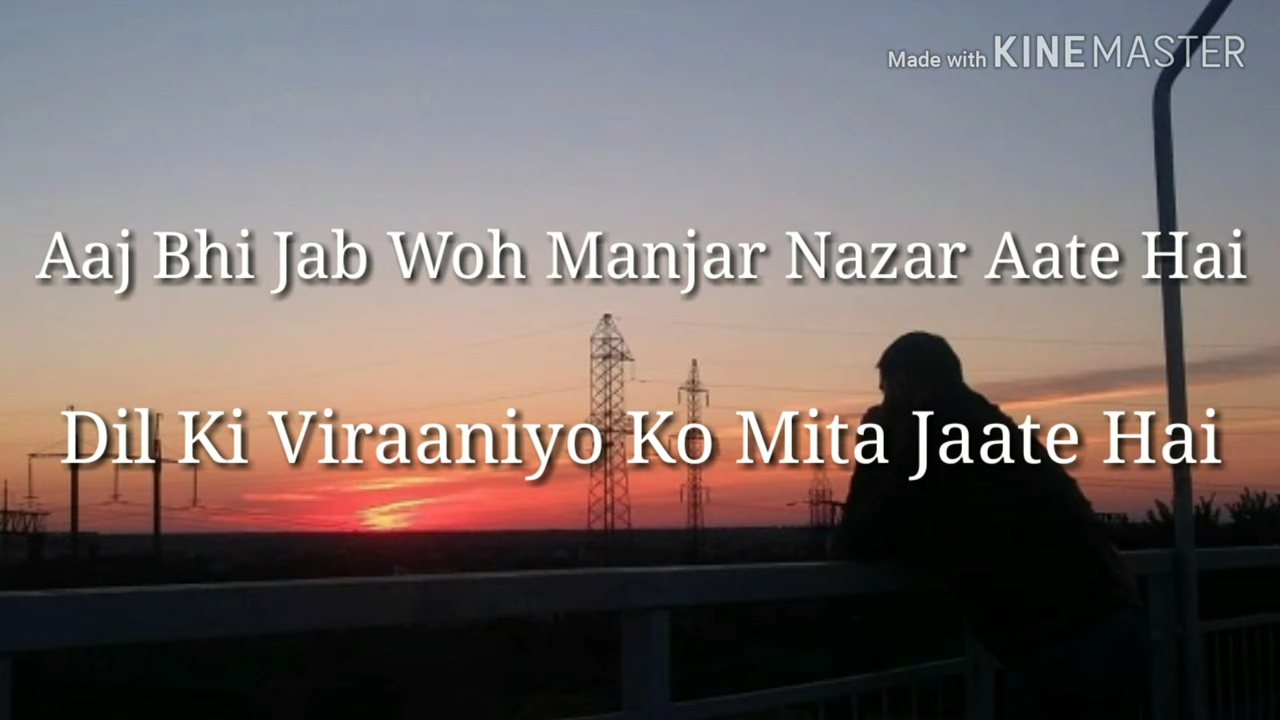 Made with KINEMASTER
Aaj Bhi Jab Woh Manjar Nazar Aate Hai
Dil Ki Viraaniyo Ko Mita Jaate Hai